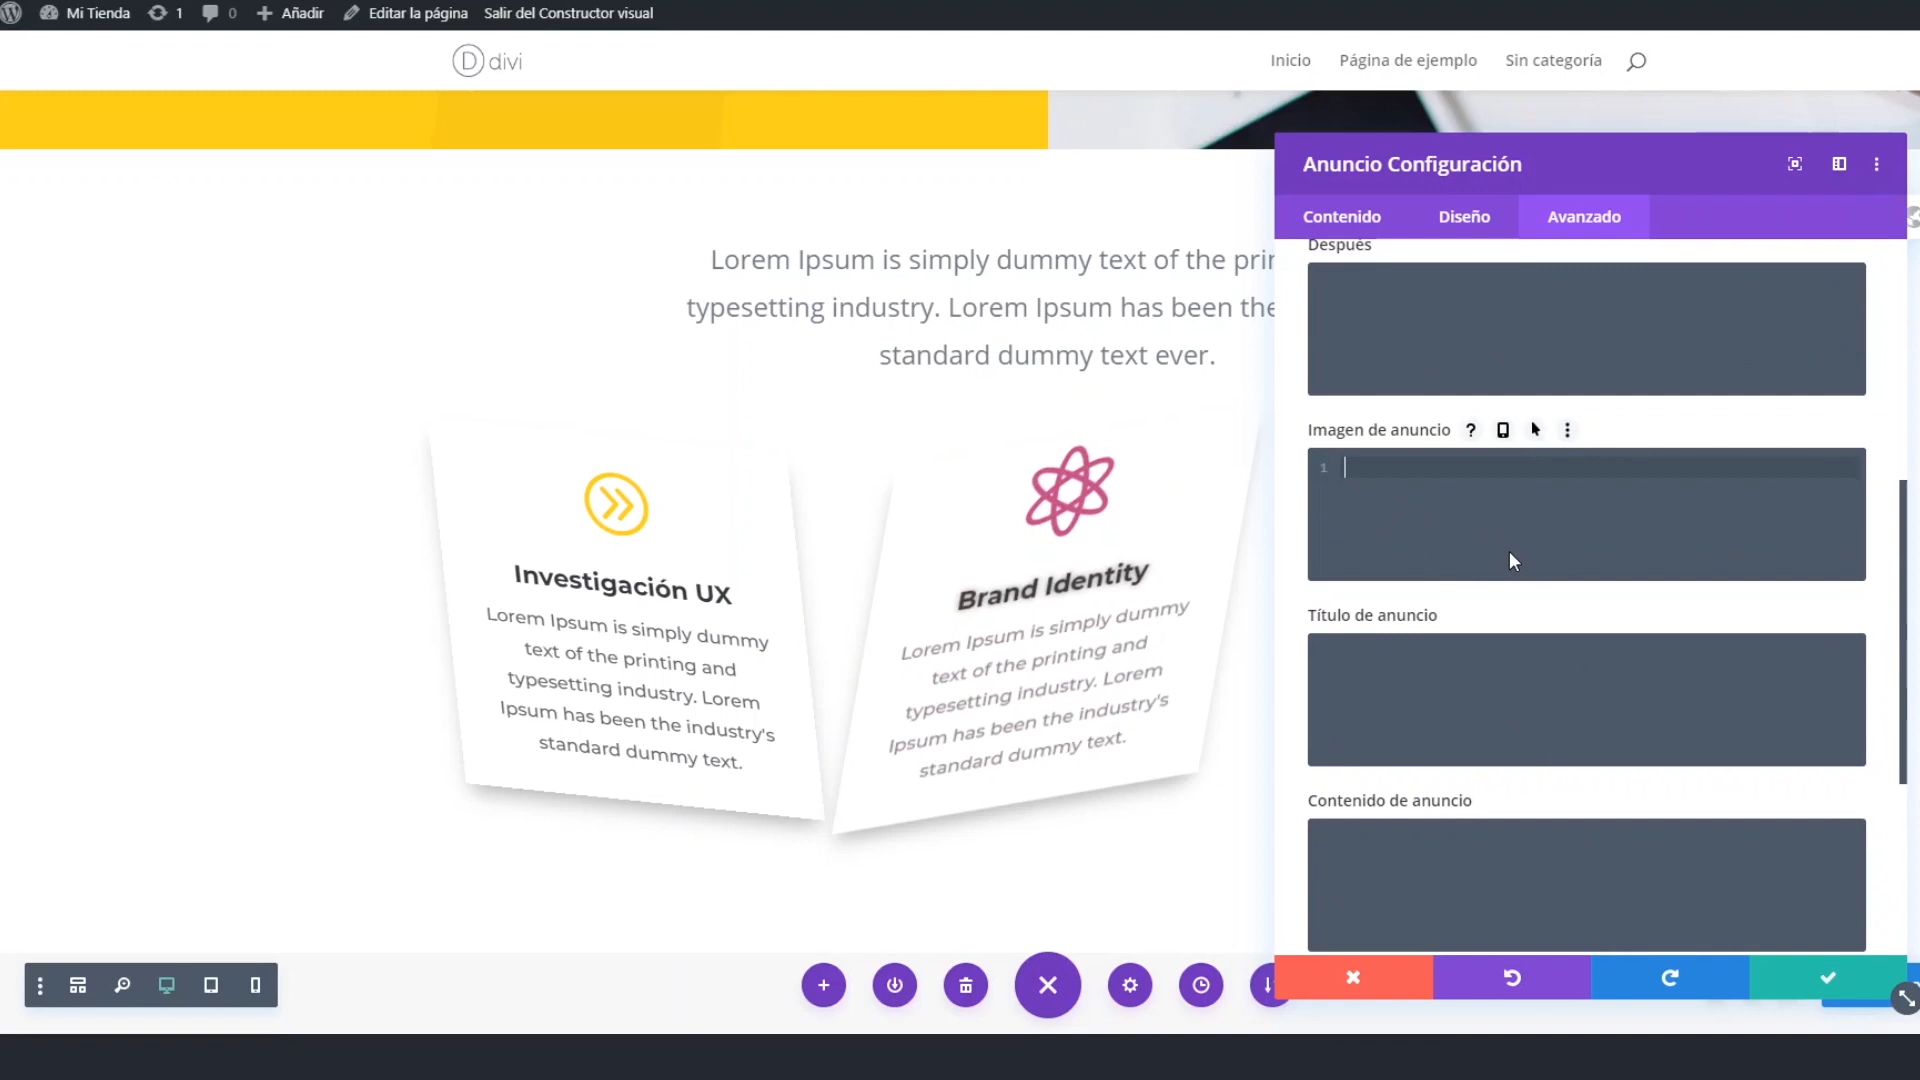 Mi Tienda 1 0 Añadir Editar la página Salir del Constructor visual
D divi
Inicio Página de ejemplo Sin categoría
Anuncio Configuración
Contenido Diseño Avanzado
Después
Lorem Ipsum is simply dummy text of the prin
typesetting industry. Lorem Ipsum has been the
standard dummy text ever.
Imagen de anuncio ?
1
Título de anuncio
Contenido de anuncio
Investigación UX
Lorem Ipsum is simply dummy
text of the printing and
typesetting industry. Lorem
Ipsum has been the industry's
standard dummy text.
Brand Identity
Lorem Ipsum is simply dummy
text of the printing and
typesetting industry. Lorem
Ipsum has been the industry's
standard dummy text.